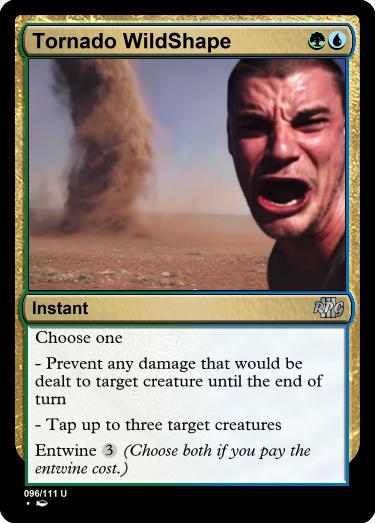 Tornado WildShape
Instant
RPG
Choose one
- Prevent any damage that would be
dealt to target creature until the end of
turn
- Tap up to three target creatures
Entwine 3 (Choose both if you pay the
entwine cost.)
096/111 U